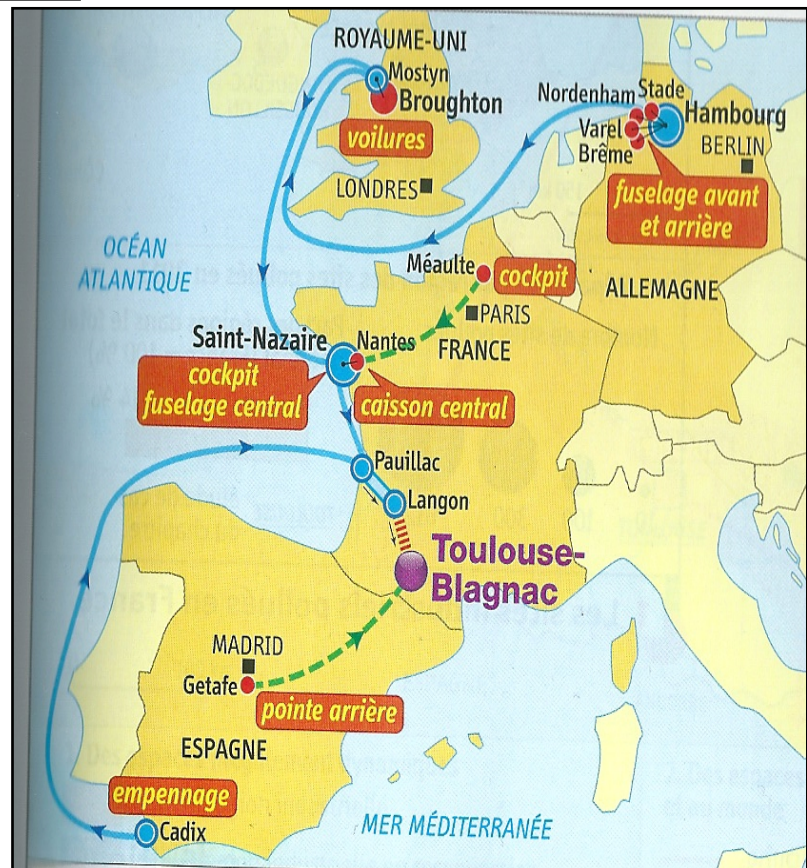 ROYAUME-UNI
Mostyn
Broughton
voilures
LONDRES
Nordenham
Stade
Hambourg
Varel
Brême
BERLIN
fuselage avant
et arrière
OCÉAN
ATLANTIQUE
Méaulte
cockpit
ALLEMAGNE
PARIS
Saint-Nazaire
Nantes
FRANCE
cockpit
fuselage central
caisson central
Pauillac
Langon
Toulouse-
Blagnac
MADRID
Getafe
pointe arrière
ESPAGNE
empennage
Cadix
MER MÉDITERRANÉE